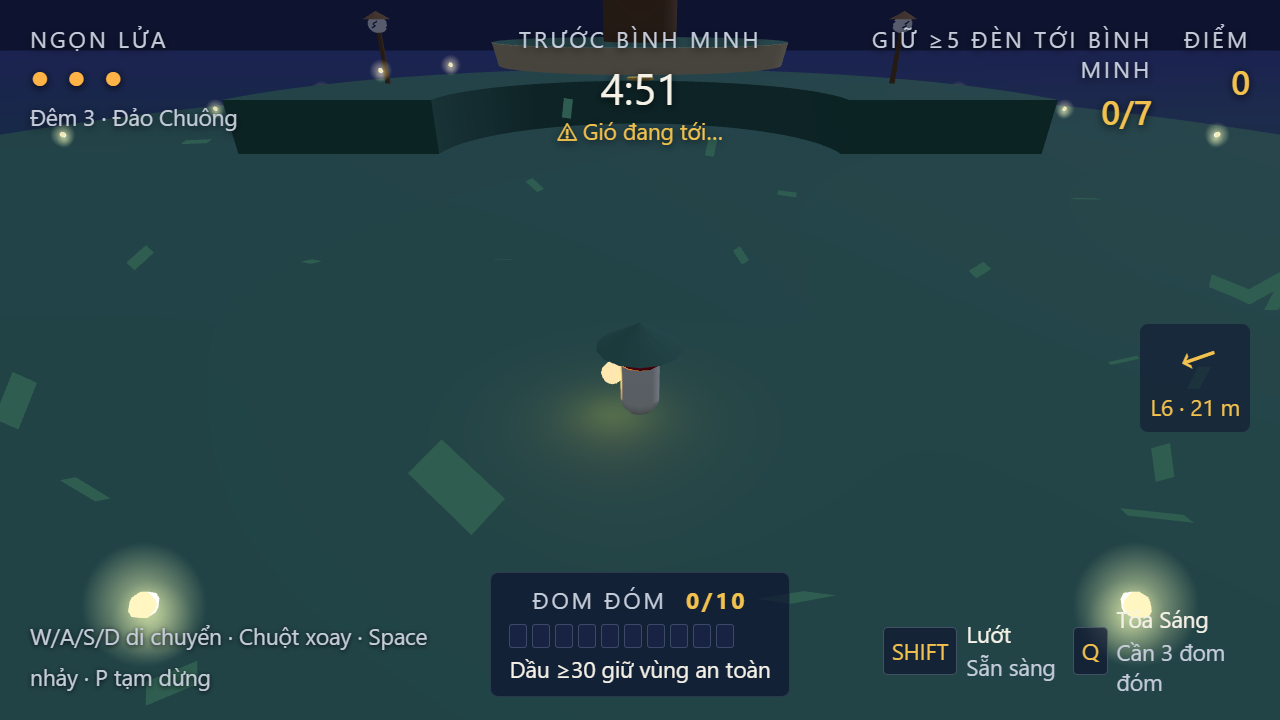 NGỌN LỬA
Đêm 3 · Đảo Chuông
TRƯỚC BÌNH MINH
4:51
⚠ Gió đang tới...
GIỮ ≥5 ĐÈN TỚI BÌNH
MINH
0/7
ĐIỂM
0
←
L6 · 21 m
W/A/S/D di chuyển · Chuột xoay · Space
nhảy · P tạm dừng
ĐOM ĐÓM 0/10
Dầu ≥30 giữ vùng an toàn
SHIFT
Lướt
Sẵn sàng
Q
Toả Sáng
Cần 3 đom
đóm